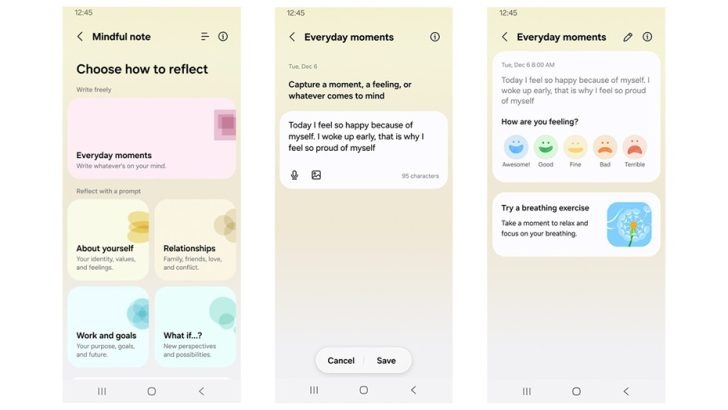 12:45
Mindful note
Choose how to reflect
Write freely
Everyday moments
Write whatever's on your mind.
Reflect with a prompt
About yourself
Your identity, values,
and feelings.
Relationships
Family, friends, love,
and conflict.
Work and goals
Your purpose, goals,
and future.
What if...?
New perspectives
and possibilities.
12:45
Everyday moments
Tue, Dec 6
Capture a moment, a feeling, or
whatever comes to mind
Today I feel so happy because of
myself. I woke up early, that is why I
feel so proud of myself
95 characters
Cancel
Save
12:45
Everyday moments
Tue, Dec 6 8:00 AM
Today I feel so happy because of myself. I
woke up early, that is why I feel so proud
of myself
How are you feeling?
Awesome! Good Fine Bad Terrible
Try a breathing exercise
Take a moment to relax and
focus on your breathing.